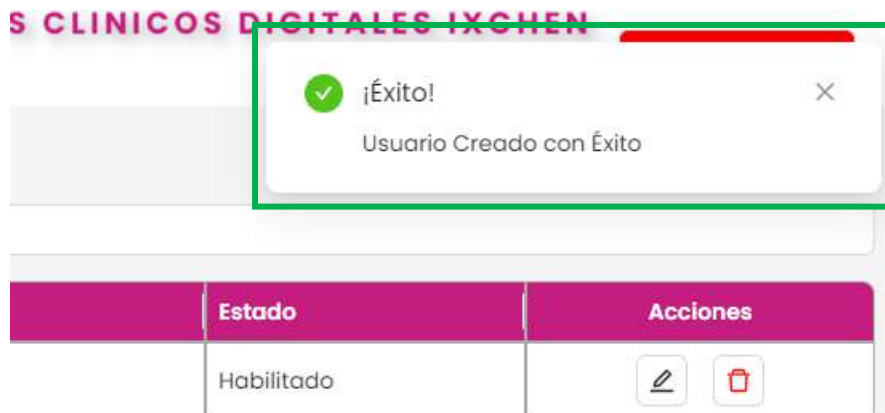 S CLINICOS DIGITALES IXCHEN
¡Éxito!
Usuario Creado con Éxito
Estado
Acciones
Habilitado